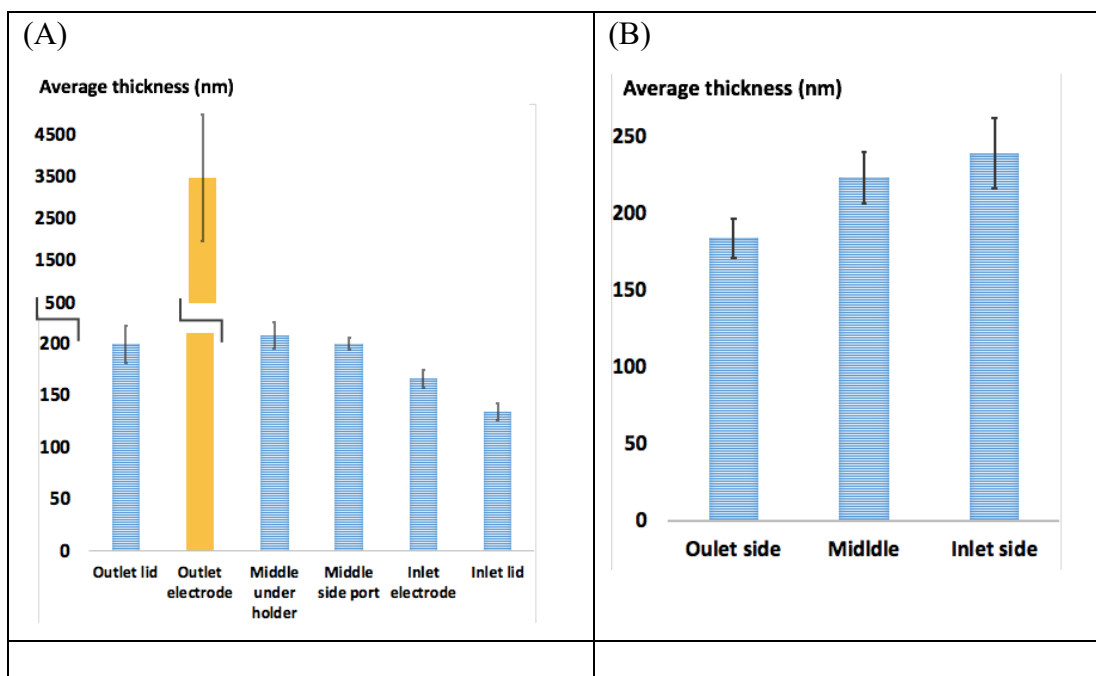 (A)
Average thickness (nm)
4500
3500
2500
1500
500
200
150
100
50
0
Outlet lid
Outlet electrode
Middle under holder
Middle side port
Inlet electrode
Inlet lid
(B)
Average thickness (nm)
250
200
150
100
50
0
Oulet side
Midldle
Inlet side